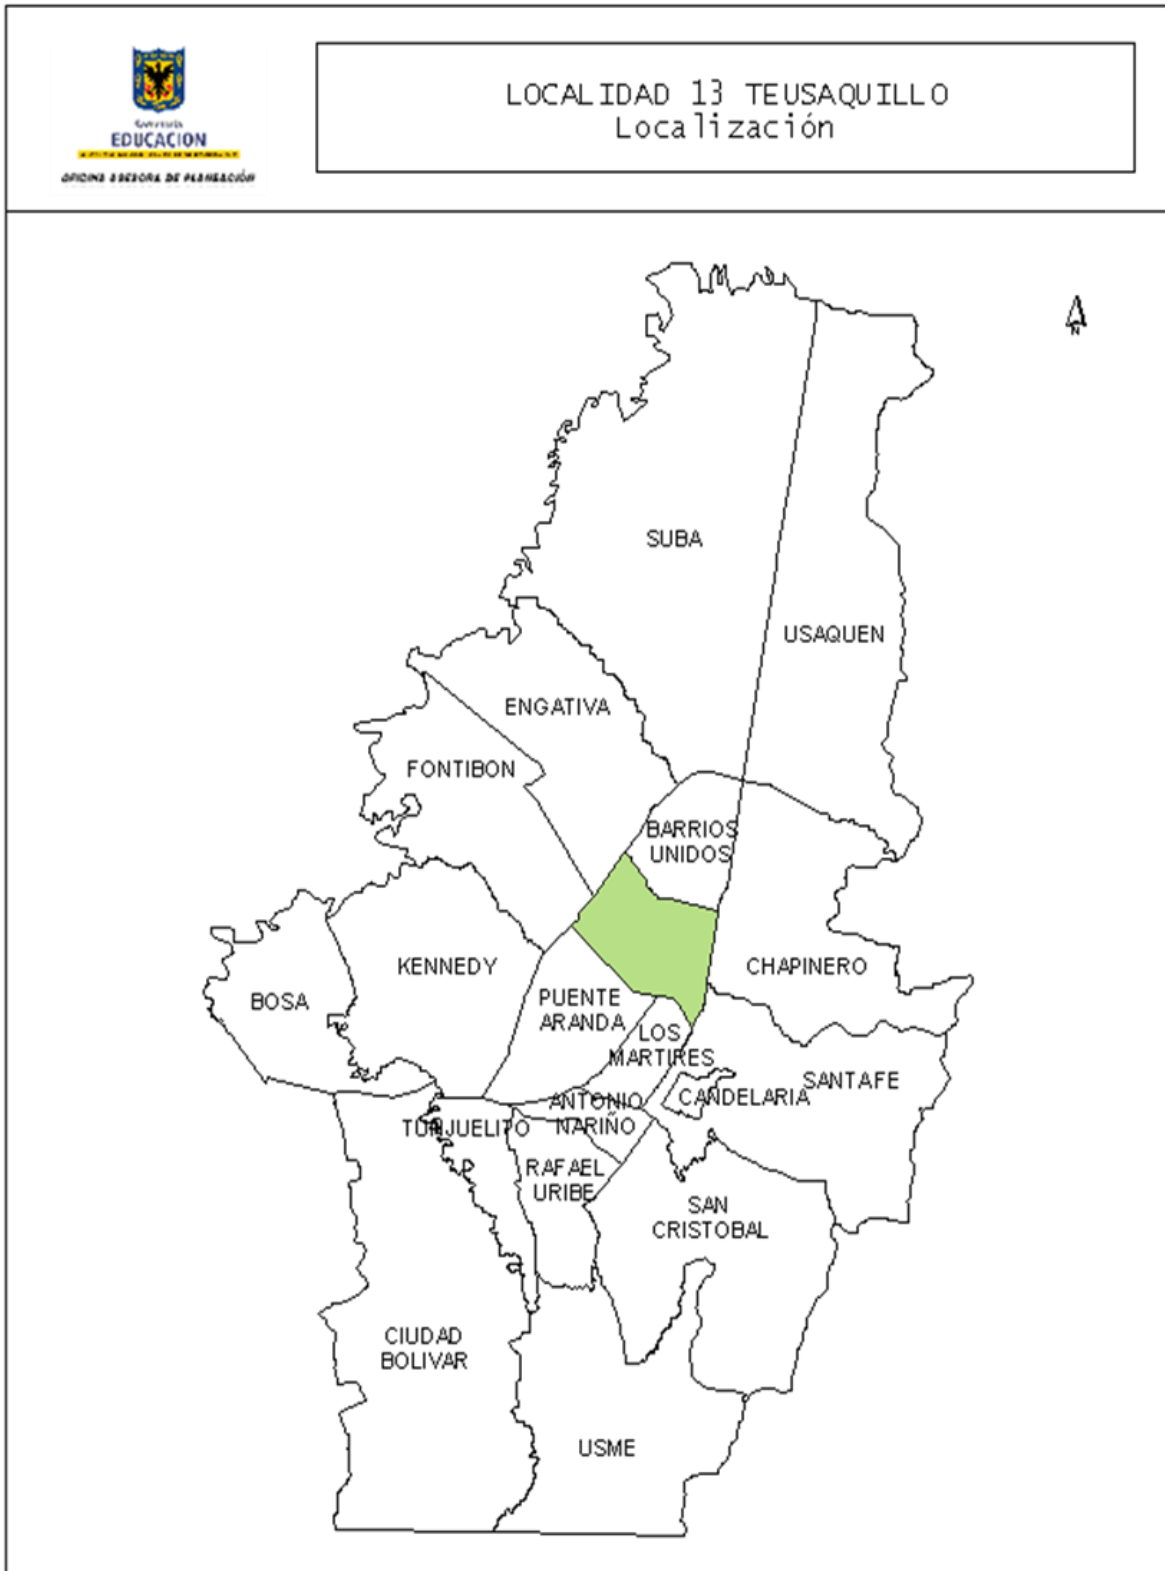 LOCALIDAD 13 TEUSAQUILLO
Localización
EDUCACION
OFICINA ASESORA DE PLANEACIÓN
N
SUBA
USAQUEN
ENGATIVA
FONTIBON
BARRIOS
UNIDOS
KENNEDY
CHAPINERO
BOSA
PUENTE
ARANDA
LOS
MARTIRES
SANTAFE
CANDELARIA
ANTONIO
NARIÑO
TUNJUELITO
RAFAEL
URIBE
SAN
CRISTOBAL
CIUDAD
BOLIVAR
USME